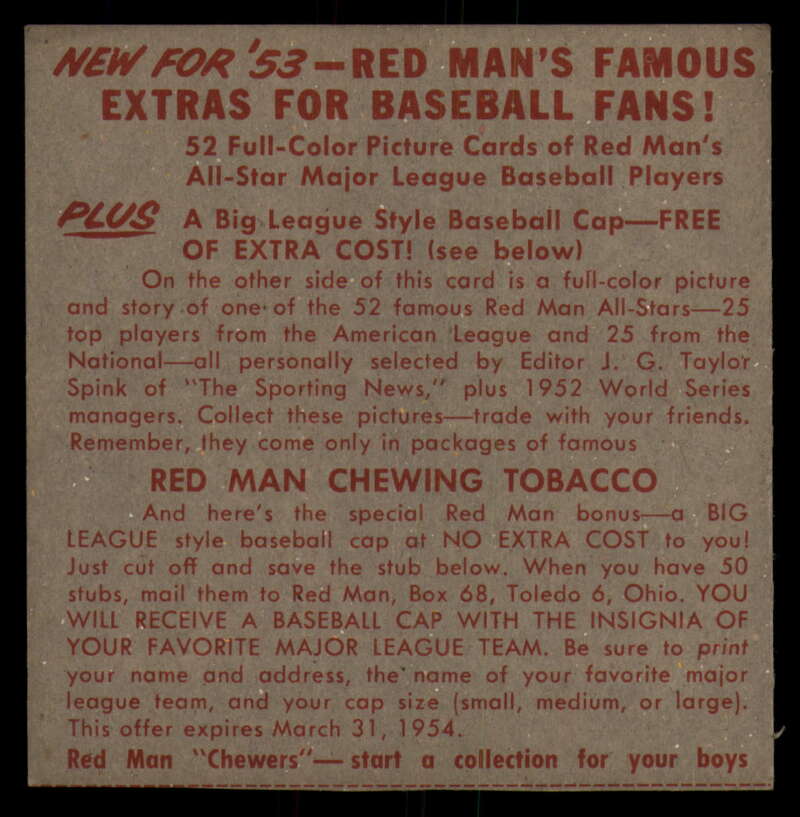 NEW FOR '53—RED MAN'S FAMOUS
EXTRAS FOR BASEBALL FANS!
52 Full-Color Picture Cards of Red Man's
All-Star Major League Baseball Players
PLUS A Big League Style Baseball Cap—FREE
OF EXTRA COST! (see below)
On the other side of this card is a full-color picture
and story of one of the 52 famous Red Man All-Stars—25
top players from the American League and 25 from the
National—all personally selected by Editor J. G. Taylor
Spink of "The Sporting News," plus 1952 World Series
managers. Collect these pictures—trade with your friends.
Remember, they come only in packages of famous
RED MAN CHEWING TOBACCO
And here's the special Red Man bonus—a BIG
LEAGUE style baseball cap at NO EXTRA COST to you!
Just cut off and save the stub below. When you have 50
stubs, mail them to Red Man, Box 68, Toledo 6, Ohio. YOU
WILL RECEIVE A BASEBALL CAP WITH THE INSIGNIA OF
YOUR FAVORITE MAJOR LEAGUE TEAM. Be sure to print
your name and address, the name of your favorite major
league team, and your cap size (small, medium, or large).
This offer expires March 31, 1954.
Red Man "Chewers"—start a collection for your boys